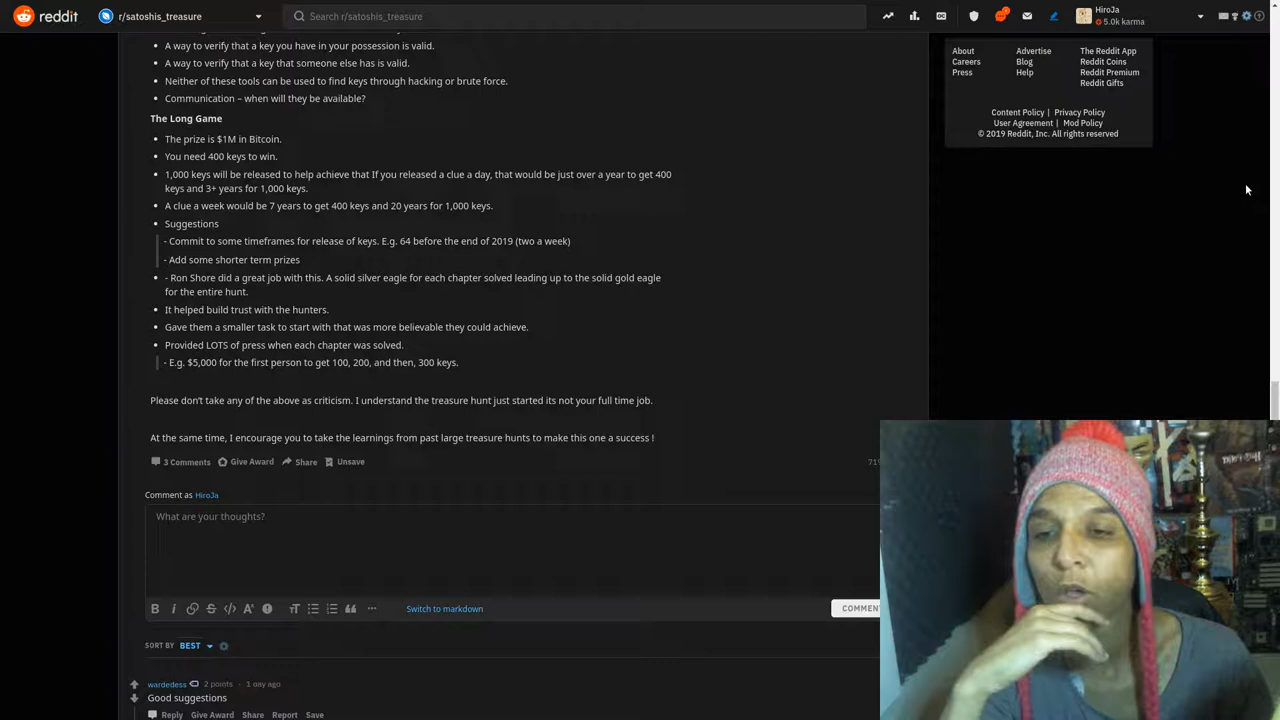 reddit
r/satoshis_treasure
Search r/satoshis_treasure
HiroJa
5.0k karma
A way to verify that a key you have in your possession is valid.
A way to verify that a key that someone else has is valid.
Neither of these tools can be used to find keys through hacking or brute force.
Communication – when will they be available?
The Long Game
The prize is $1M in Bitcoin.
You need 400 keys to win.
1,000 keys will be released to help achieve that If you released a clue a day, that would be just over a year to get 400
keys and 3+ years for 1,000 keys.
A clue a week would be 7 years to get 400 keys and 20 years for 1,000 keys.
Suggestions
- Commit to some timeframes for release of keys. E.g. 64 before the end of 2019 (two a week)
- Add some shorter term prizes
- Ron Shore did a great job with this. A solid silver eagle for each chapter solved leading up to the solid gold eagle
for the entire hunt.
It helped build trust with the hunters.
Gave them a smaller task to start with that was more believable they could achieve.
Provided LOTS of press when each chapter was solved.
- E.g. $5,000 for the first person to get 100, 200, and then, 300 keys.
Please don't take any of the above as criticism. I understand the treasure hunt just started its not your full time job.
At the same time, I encourage you to take the learnings from past large treasure hunts to make this one a success !
3 Comments Give Award Share Unsave 71
Comment as HiroJa
What are your thoughts?
Switch to markdown
COMMENT
SORT BY BEST
wardedess 2 points · 1 day ago
Good suggestions
Reply Give Award Share Report Save
About Advertise The Reddit App
Careers Blog Reddit Coins
Press Help Reddit Premium
Reddit Gifts
Content Policy | Privacy Policy
User Agreement | Mod Policy
© 2019 Reddit, Inc. All rights reserved